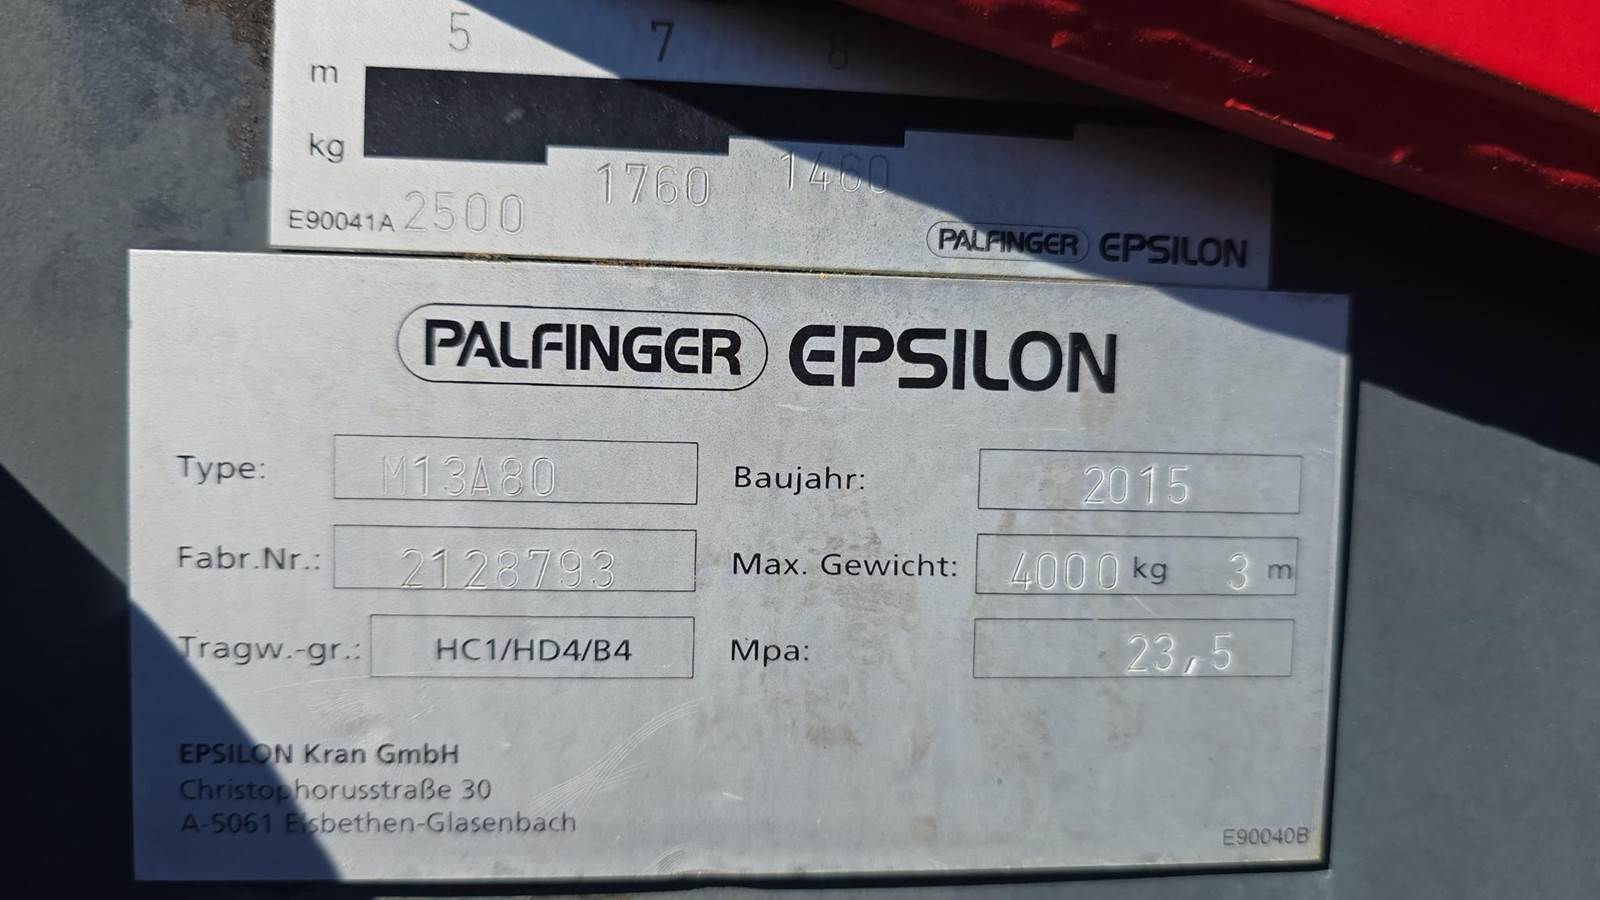 5 7 8
m
kg
2500 1760 1460
E90041A
PALFINGER EPSILON
PALFINGER EPSILON
Type: M13A80 Baujahr: 2015
Fabr.Nr.: 2128793 Max. Gewicht: 4000 kg 3 m
Tragw.-gr.: HC1/HD4/B4 Mpa: 23,5
EPSILON Kran GmbH
Christophorusstraße 30
A-5061 Elsbethen-Glasenbach
E90040B